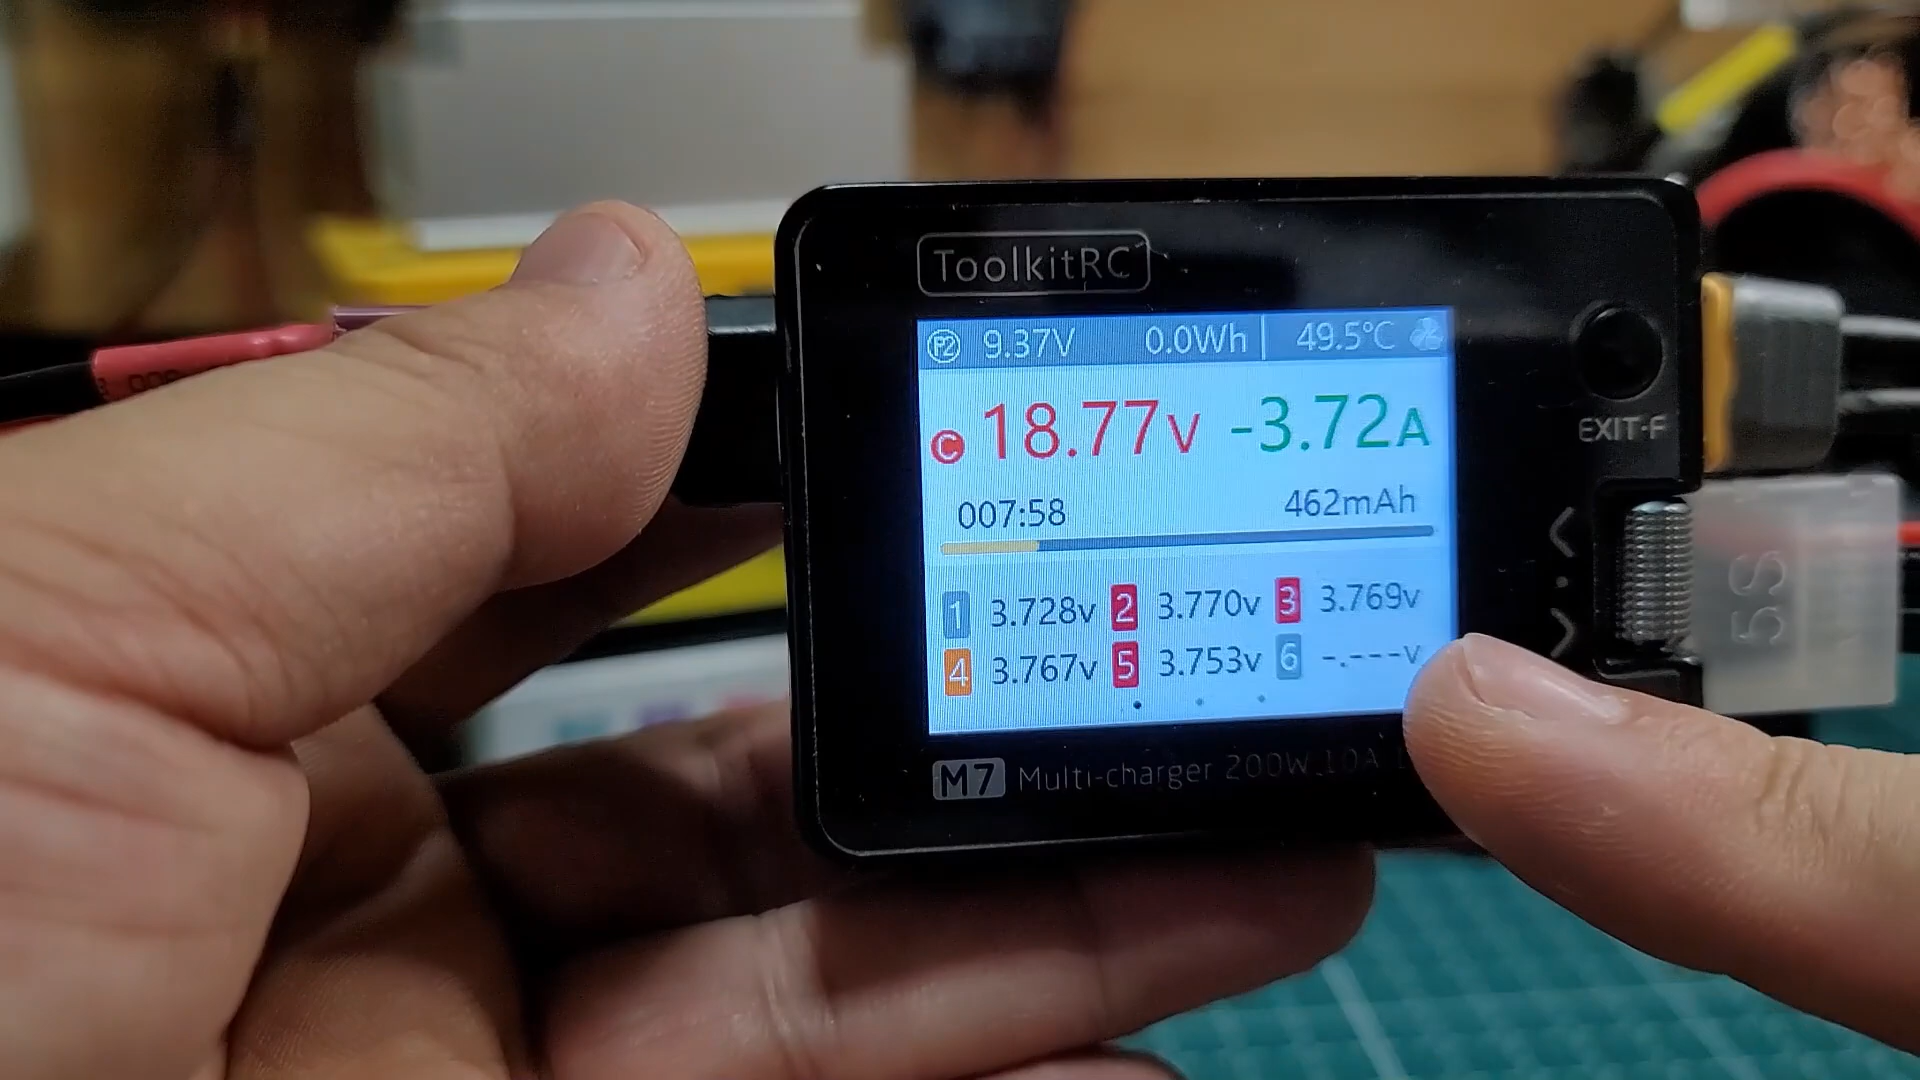 ToolkitRC
P2 9.37V 0.0Wh 49.5°C
C 18.77V -3.72A
007:58 462mAh
1 3.728v 2 3.770v 3 3.769v
4 3.767v 5 3.753v 6 -.---v
M7 Multi-charger 200W 10A
EXIT·F
5S